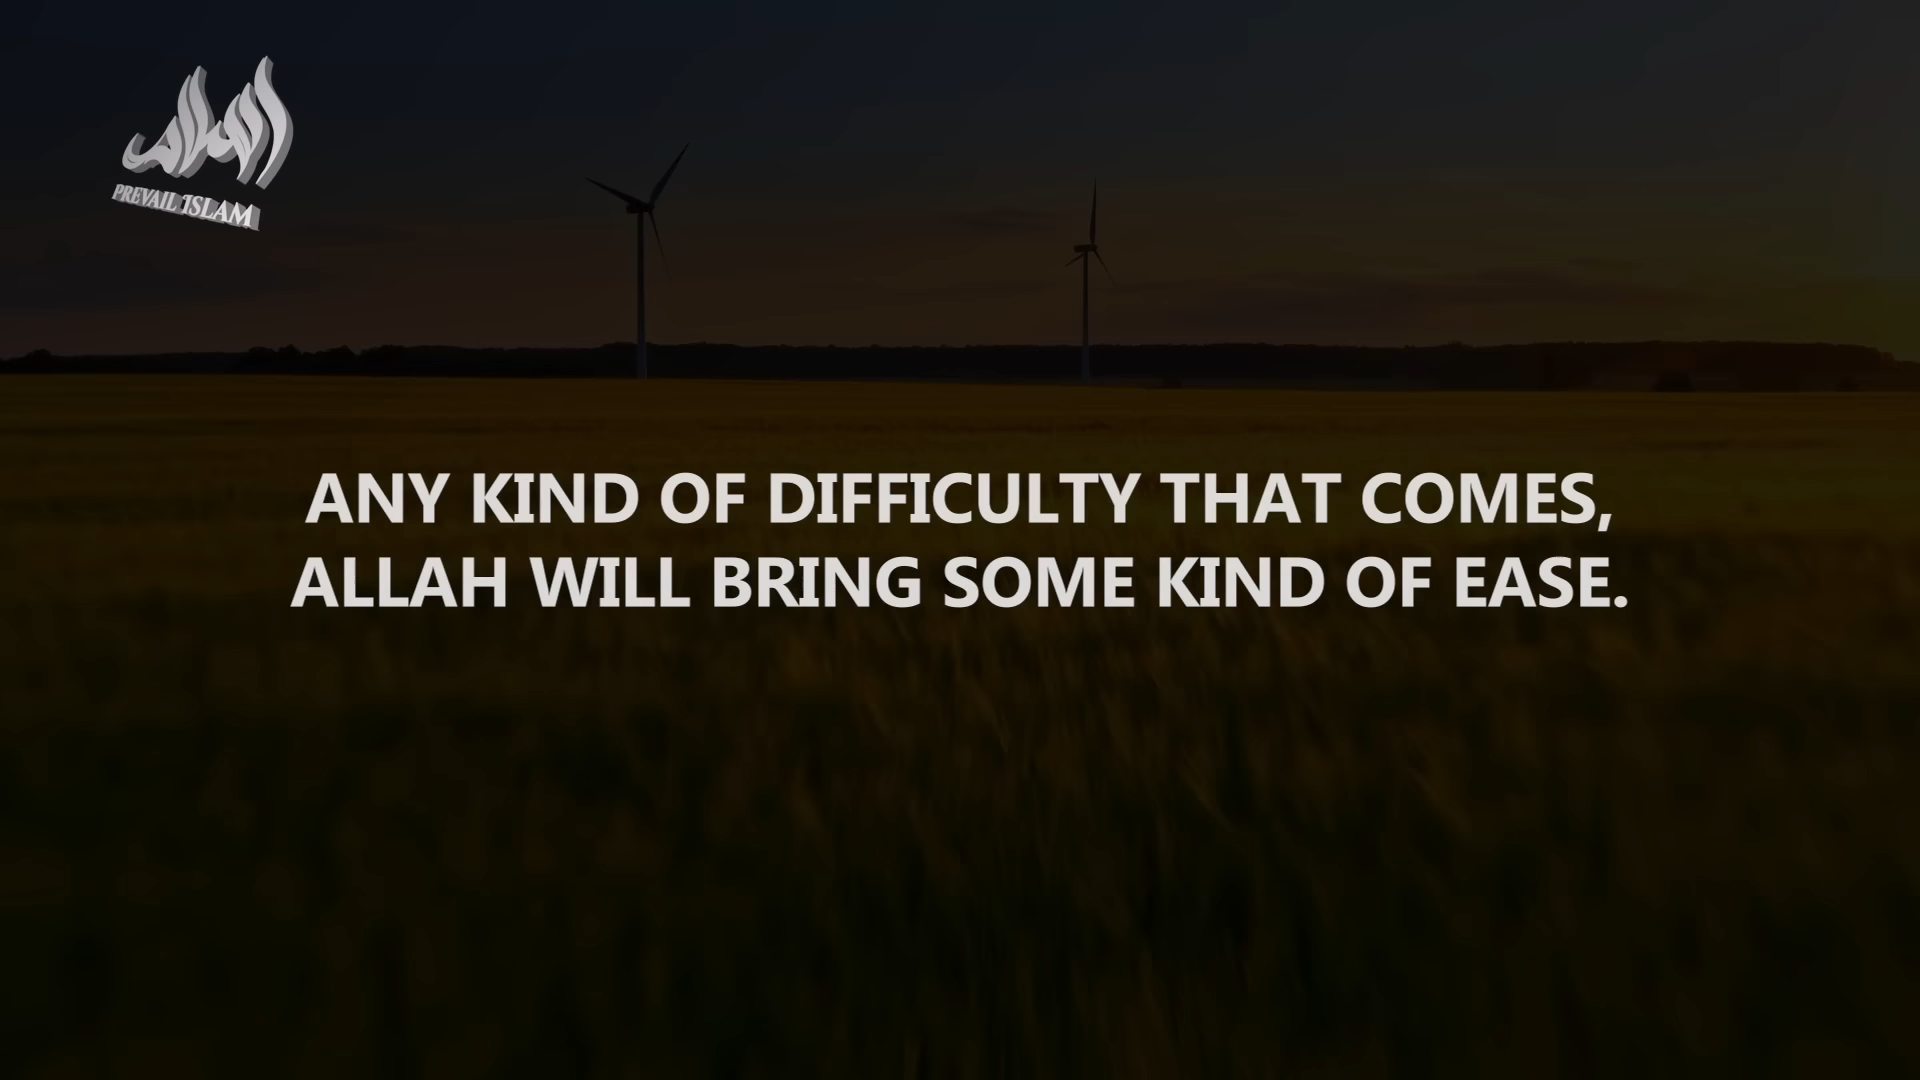 PREVAIL ISLAM
ANY KIND OF DIFFICULTY THAT COMES,
ALLAH WILL BRING SOME KIND OF EASE.